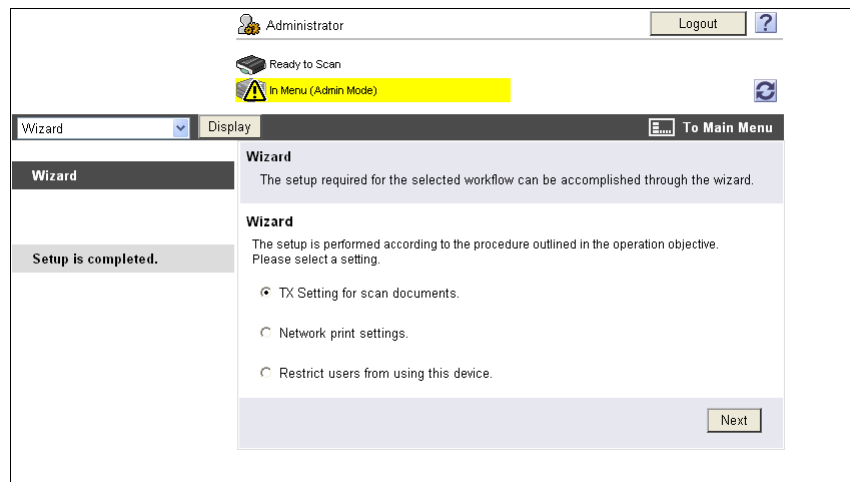 Administrator
Logout
?
Ready to Scan
In Menu (Admin Mode)
Wizard
Display
To Main Menu
Wizard
Setup is completed.
Wizard
The setup required for the selected workflow can be accomplished through the wizard.
Wizard
The setup is performed according to the procedure outlined in the operation objective.
Please select a setting.
TX Setting for scan documents.
Network print settings.
Restrict users from using this device.
Next